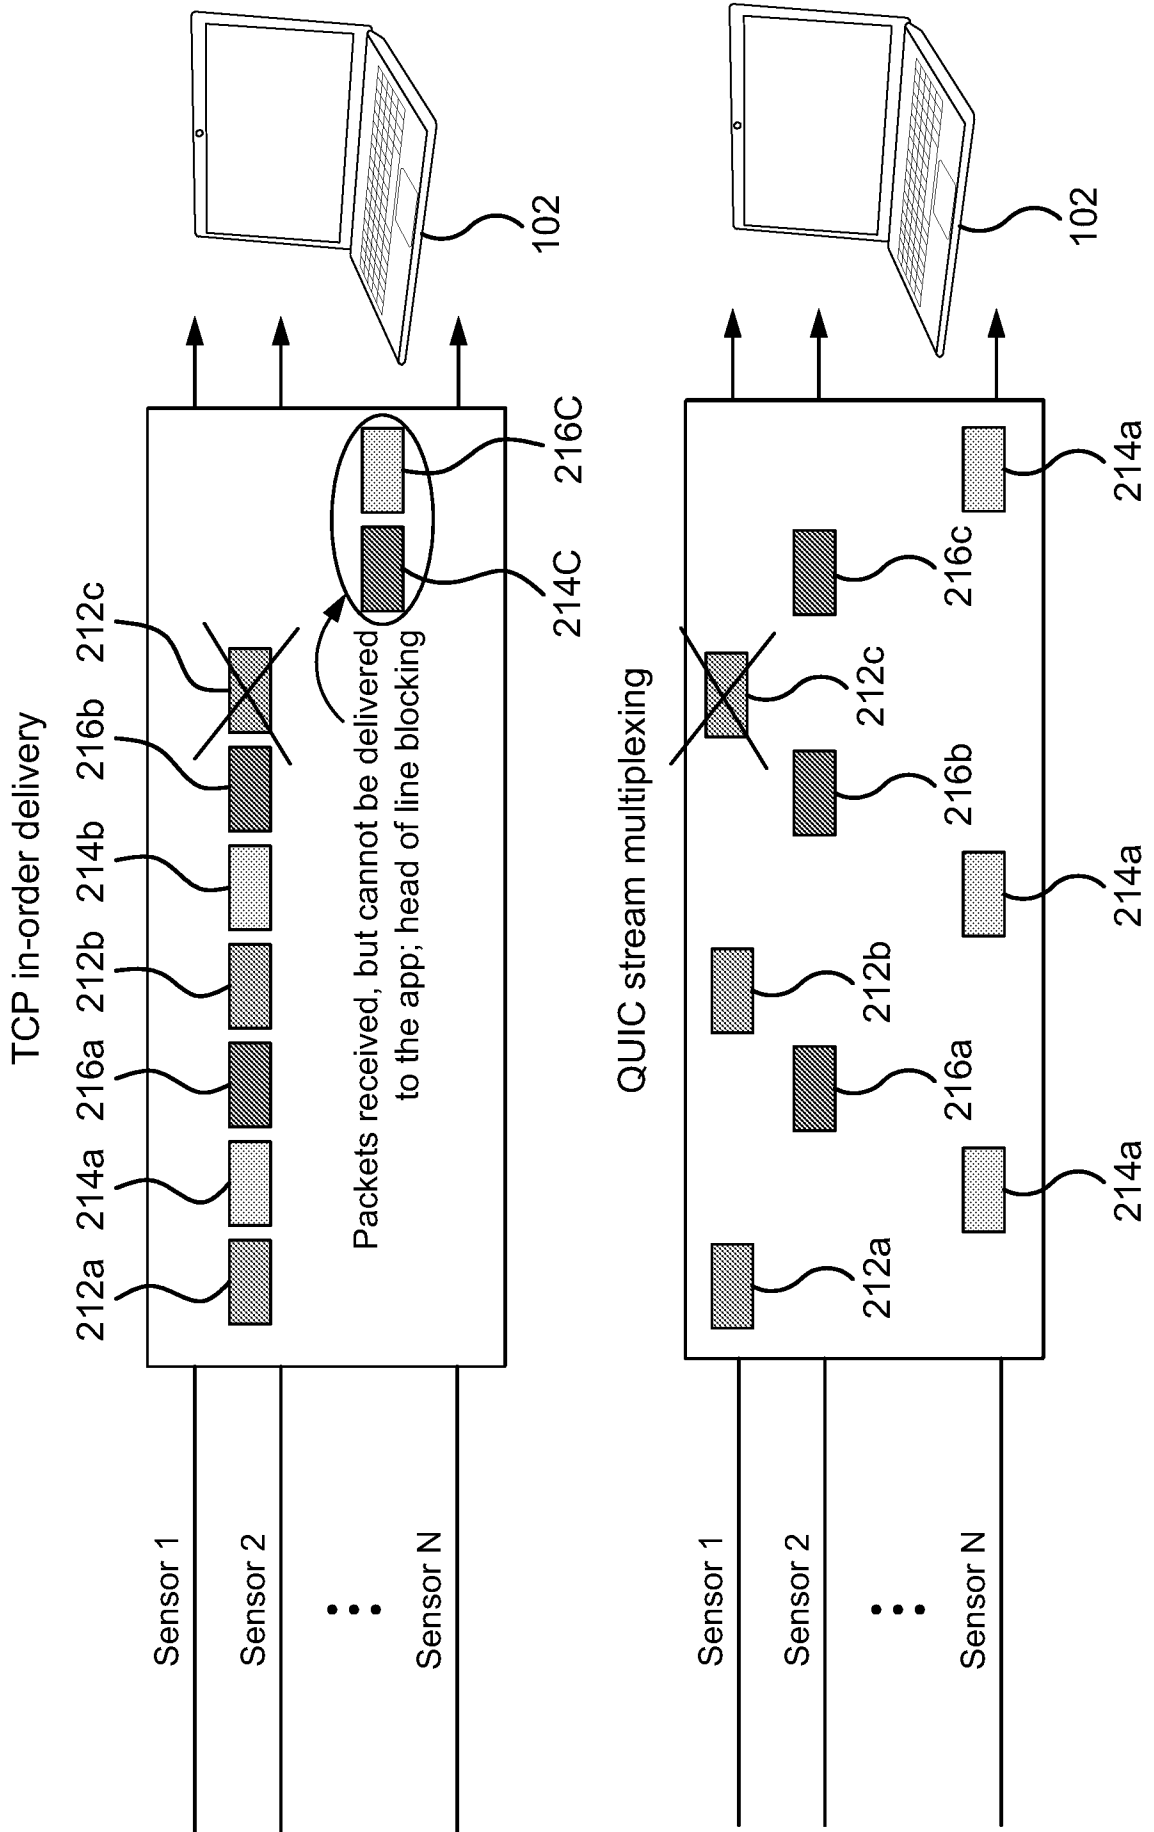 TCP in-order delivery
212a
214a
216a
212b
214b
216b
212c
Sensor 1
Sensor 2
Sensor N
Packets received, but cannot be delivered
to the app; head of line blocking
214C
216C
102
QUIC stream multiplexing
Sensor 1
Sensor 2
Sensor N
212a
212b
212c
216a
216b
216c
214a
214a
214a
102